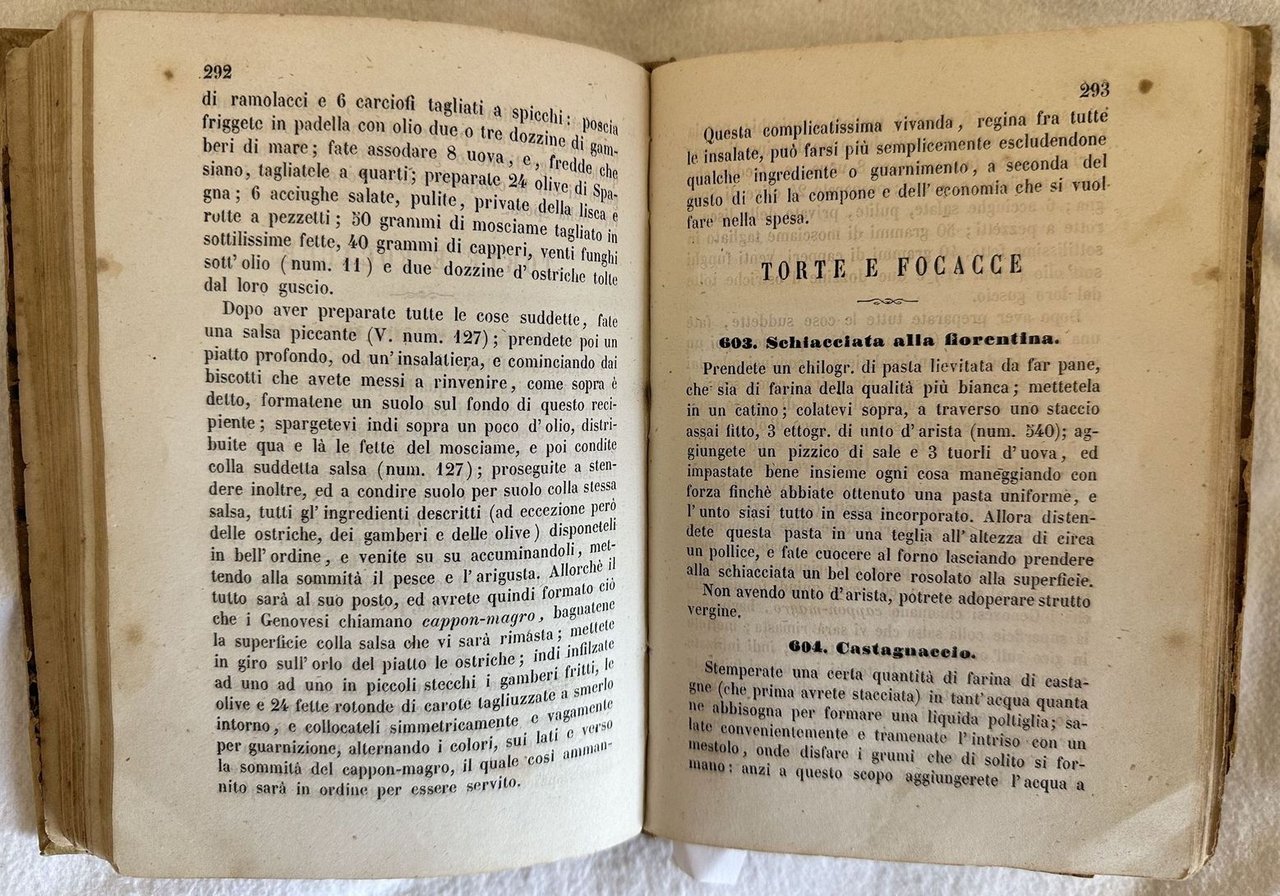 292
di ramolacci e 6 carciofi tagliati a spicchi: poscia
friggete in padella con olio due o tre dozzine di gam-
beri di mare; fate assodare 8 uova, e, fredde che
siano, tagliatele a quarti; preparate 24 olive di Spa-
gna; 6 acciughe salate, pulite, private della lisca e
rotte a pezzetti; 50 grammi di mosciame tagliato in
sottilissime fette, 40 grammi di capperi, venti funghi
sott'olio (num. 11) e due dozzine d'ostriche tolte
dal loro guscio.
Dopo aver preparate tutte le cose suddette, fate
una salsa piccante (V. num. 127); prendete poi un
piatto profondo, od un'insalatiera, e cominciando dai
biscotti che avete messi a rinvenire, come sopra è
detto, formatene un suolo sul fondo di questo reci-
piente; spargetevi indi sopra un poco d'olio, distri-
buite qua e là le fette del mosciame, e poi condite
colla suddetta salsa (num. 127); proseguite a sten-
dere inoltre, ed a condire suolo per suolo colla stessa
salsa, tutti gl'ingredienti descritti (ad eccezione però
delle ostriche, dei gamberi e delle olive) disponeteli
in bell'ordine, e venite su su accuminandoli, met-
tendo alla sommità il pesce e l'arigusta. Allorchè il
tutto sarà al suo posto, ed avrete quindi formato ciò
che i Genovesi chiamano cappon-magro, bagnatene
la superficie colla salsa che vi sarà rimasta; mettete
in giro sull'orlo del piatto le ostriche; indi infilzate
ad uno ad uno in piccoli stecchi i gamberi fritti, le
olive e 24 fette rotonde di carote tagliuzzate a smerlo
intorno, e collocateli simmetricamente e vagamente
per guarnizione, alternando i colori, sui lati e verso
la sommità del cappon-magro, il quale così amman-
nito sarà in ordine per essere servito.
293
Questa complicatissima vivanda, regina fra tutte
le insalate, può farsi più semplicemente escludendone
qualche ingrediente o guarnimento, a seconda del
gusto di chi la compone e dell'economia che si vuol
fare nella spesa.
TORTE E FOCACCE
603. Schiacciata alla fiorentina.
Prendete un chilogr. di pasta lievitata da far pane,
che sia di farina della qualità più bianca; mettetela
in un catino; colatevi sopra, a traverso uno staccio
assai fitto, 3 ettogr. di unto d'arista (num. 540); ag-
giungete un pizzico di sale e 3 tuorli d'uova, ed
impastate bene insieme ogni cosa maneggiando con
forza finchè abbiate ottenuto una pasta uniforme, e
l'unto siasi tutto in essa incorporato. Allora disten-
dete questa pasta in una teglia all'altezza di circa
un pollice, e fate cuocere al forno lasciando prendere
alla schiacciata un bel colore rosolato alla superficie.
Non avendo unto d'arista, potrete adoperare strutto
vergine.
604. Castagnaccio.
Stemperate una certa quantità di farina di casta-
gne (che prima avrete stacciata) in tant'acqua quanta
ne abbisogna per formare una liquida poltiglia; sa-
late convenientemente e tramenate l'intriso con un
mestolo, onde disfare i grumi che di solito si for-
mano: anzi a questo scopo aggiungerete l'acqua a